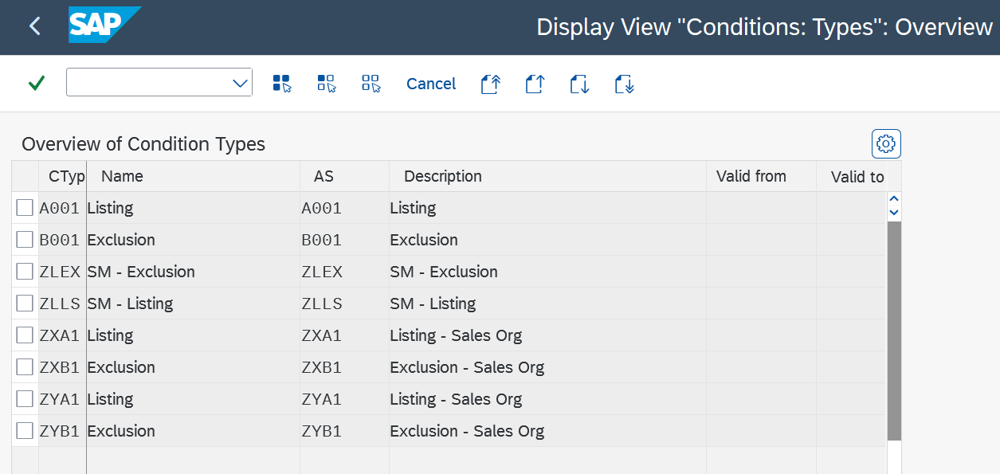 SAP
Display View "Conditions: Types": Overview
Cancel
Overview of Condition Types
CTyp Name AS Description Valid from Valid to
A001 Listing A001 Listing
B001 Exclusion B001 Exclusion
ZLEX SM - Exclusion ZLEX SM - Exclusion
ZLLS SM - Listing ZLLS SM - Listing
ZXA1 Listing ZXA1 Listing - Sales Org
ZXB1 Exclusion ZXB1 Exclusion - Sales Org
ZYA1 Listing ZYA1 Listing - Sales Org
ZYB1 Exclusion ZYB1 Exclusion - Sales Org